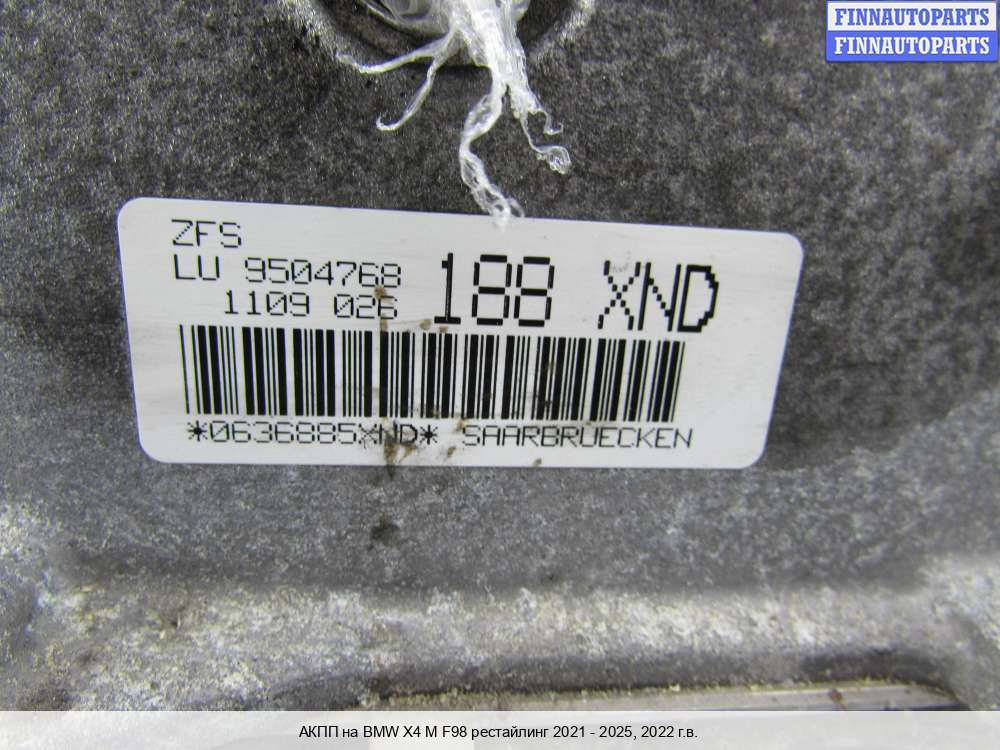 FINNAUTOPARTS
FINNAUTOPARTS
ZFS
LU 9504768
1109 026
188 XND
*0636885XND* SAARBRUECKEN
АКПП на BMW X4 M F98 рестайлинг 2021 - 2025, 2022 г.в.